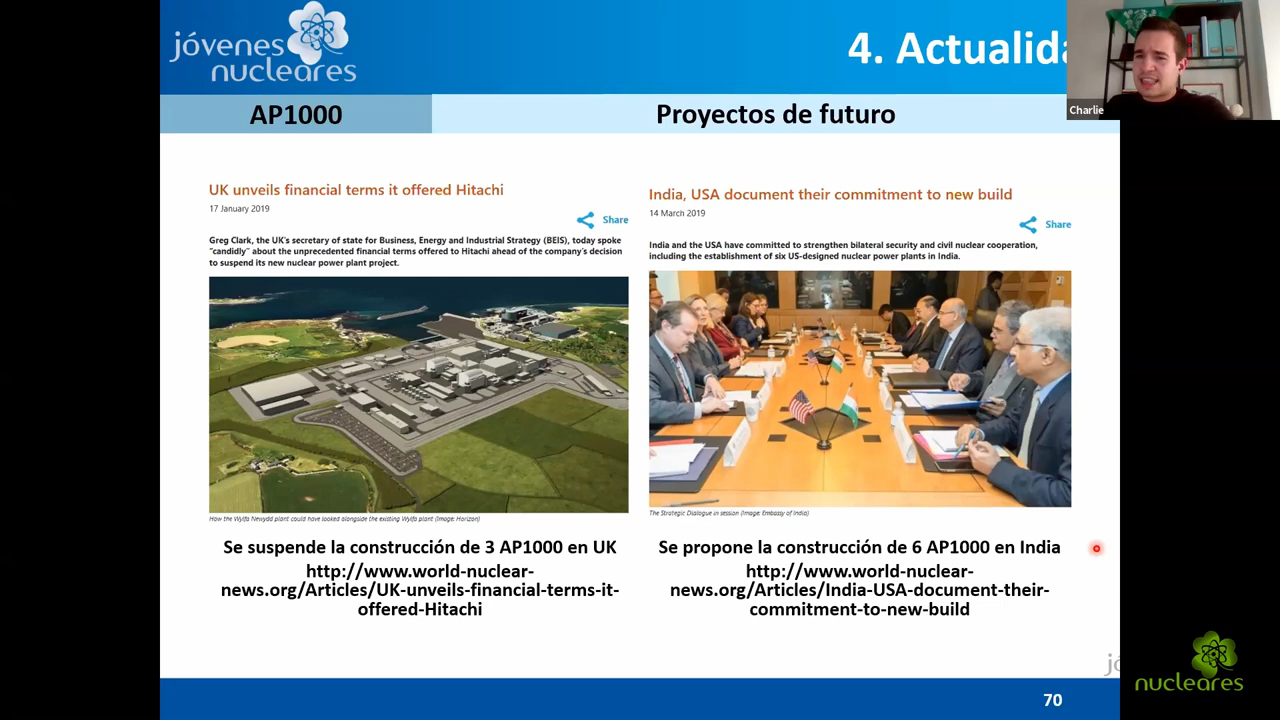 jóvenes
nucleares
4. Actualida
Charlie
AP1000
Proyectos de futuro
UK unveils financial terms it offered Hitachi
17 January 2019
Share
Greg Clark, the UK's secretary of state for Business, Energy and Industrial Strategy (BEIS), today spoke
"candidly" about the unprecedented financial terms offered to Hitachi ahead of the company's decision
to suspend its new nuclear power plant project.
How the Wylfa Newydd plant could have looked alongside the existing Wylfa plant (Image: Horizon)
Se suspende la construcción de 3 AP1000 en UK
http://www.world-nuclear-
news.org/Articles/UK-unveils-financial-terms-it-
offered-Hitachi
India, USA document their commitment to new build
14 March 2019
Share
India and the USA have committed to strengthen bilateral security and civil nuclear cooperation,
including the establishment of six US-designed nuclear power plants in India.
The Strategic Dialogue in session (Image: Embassy of India)
Se propone la construcción de 6 AP1000 en India
http://www.world-nuclear-
news.org/Articles/India-USA-document-their-
commitment-to-new-build
jó
nucleares
70